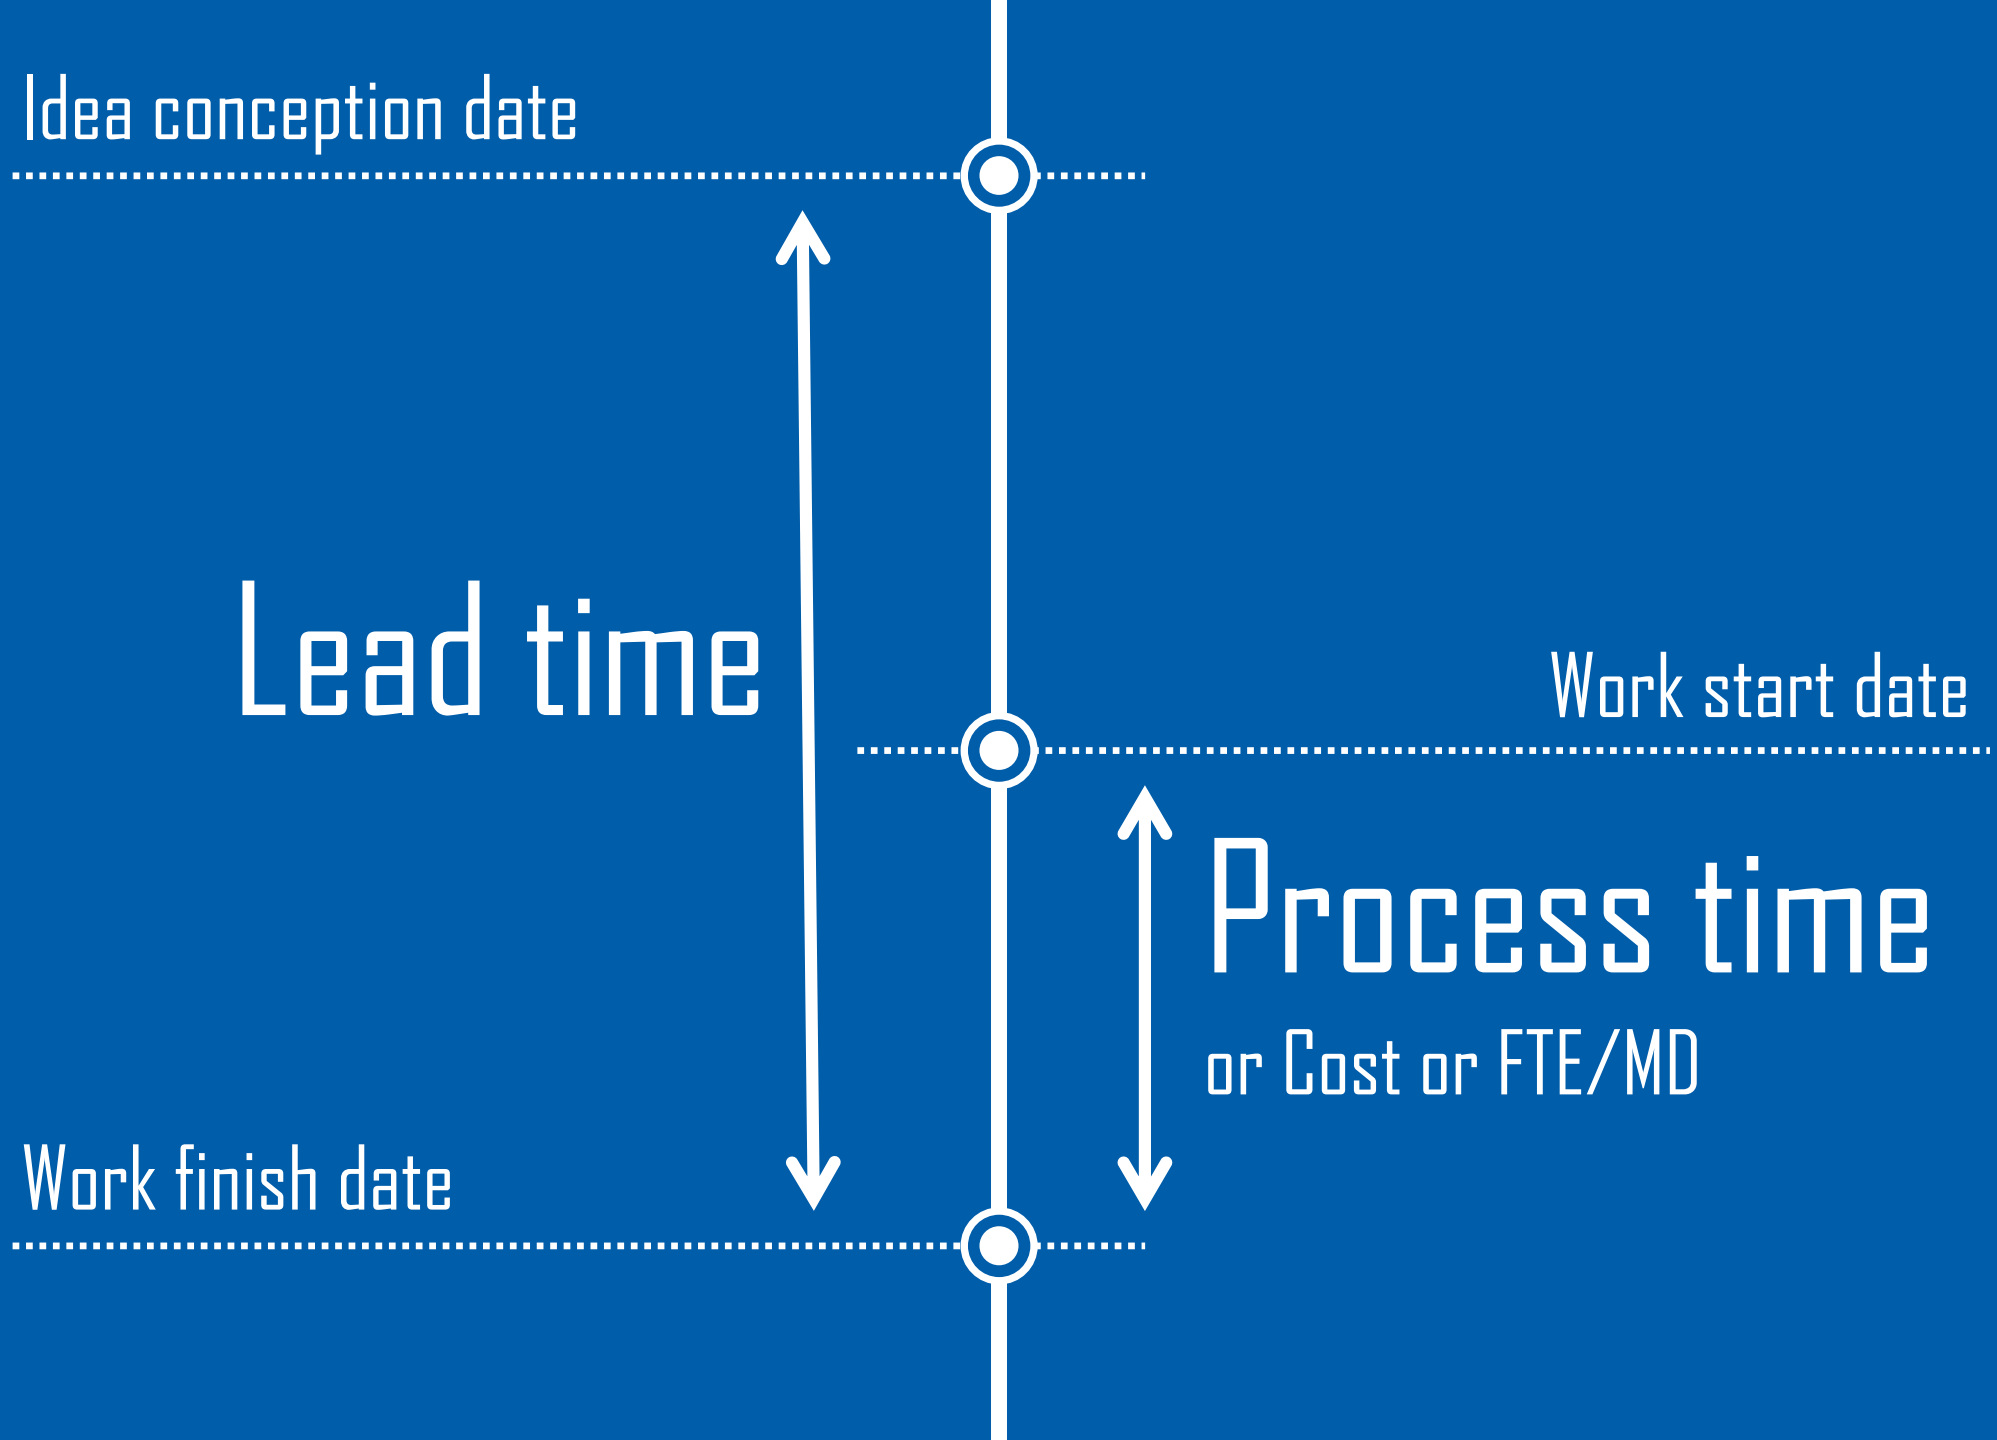 Idea conception date
Lead time
Work start date
Process time
or Cost or FTE/MD
Work finish date